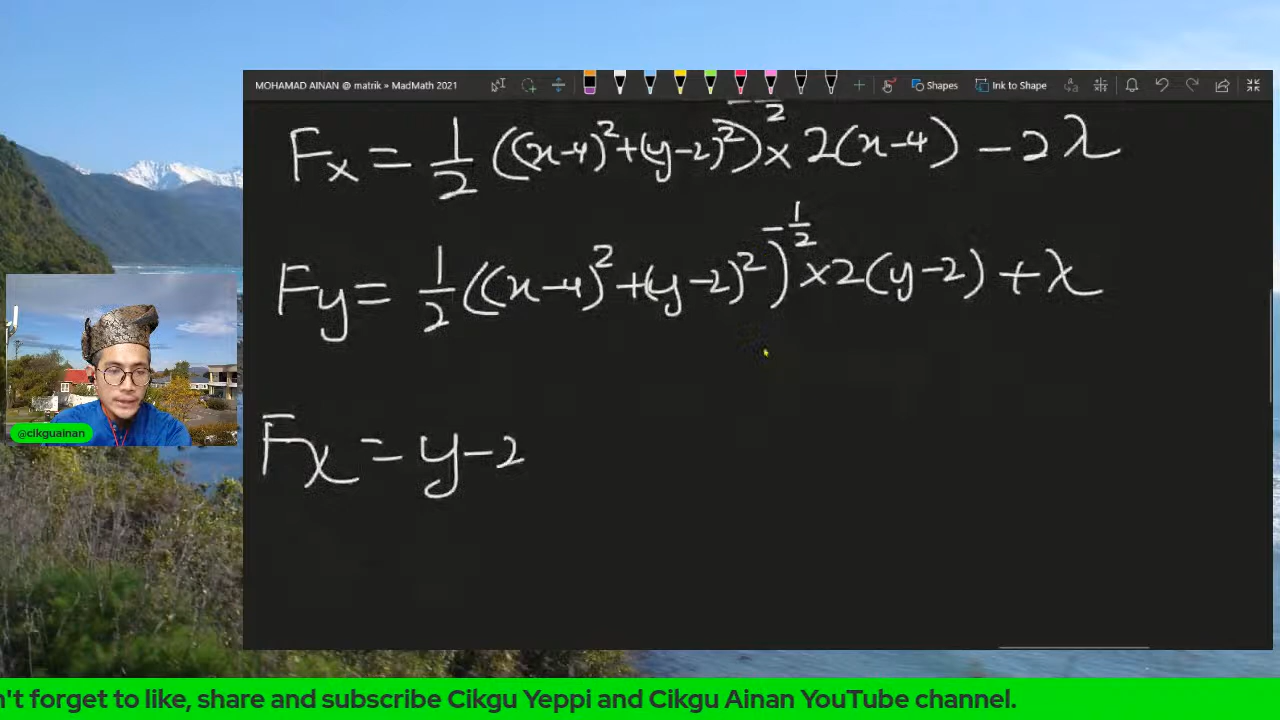 MOHAMAD AINAN @ matrik » MadMath 2021
Shapes
Ink to Shape
Fx = 1/2 ((x-4)²+(y-2)²)^(-1/2) × 2(x-4) - 2λ
Fy = 1/2 ((x-4)²+(y-2)²)^(-1/2) × 2(y-2) + λ
Fx = y-2
@cikguainan
n't forget to like, share and subscribe Cikgu Yeppi and Cikgu Ainan YouTube channel.